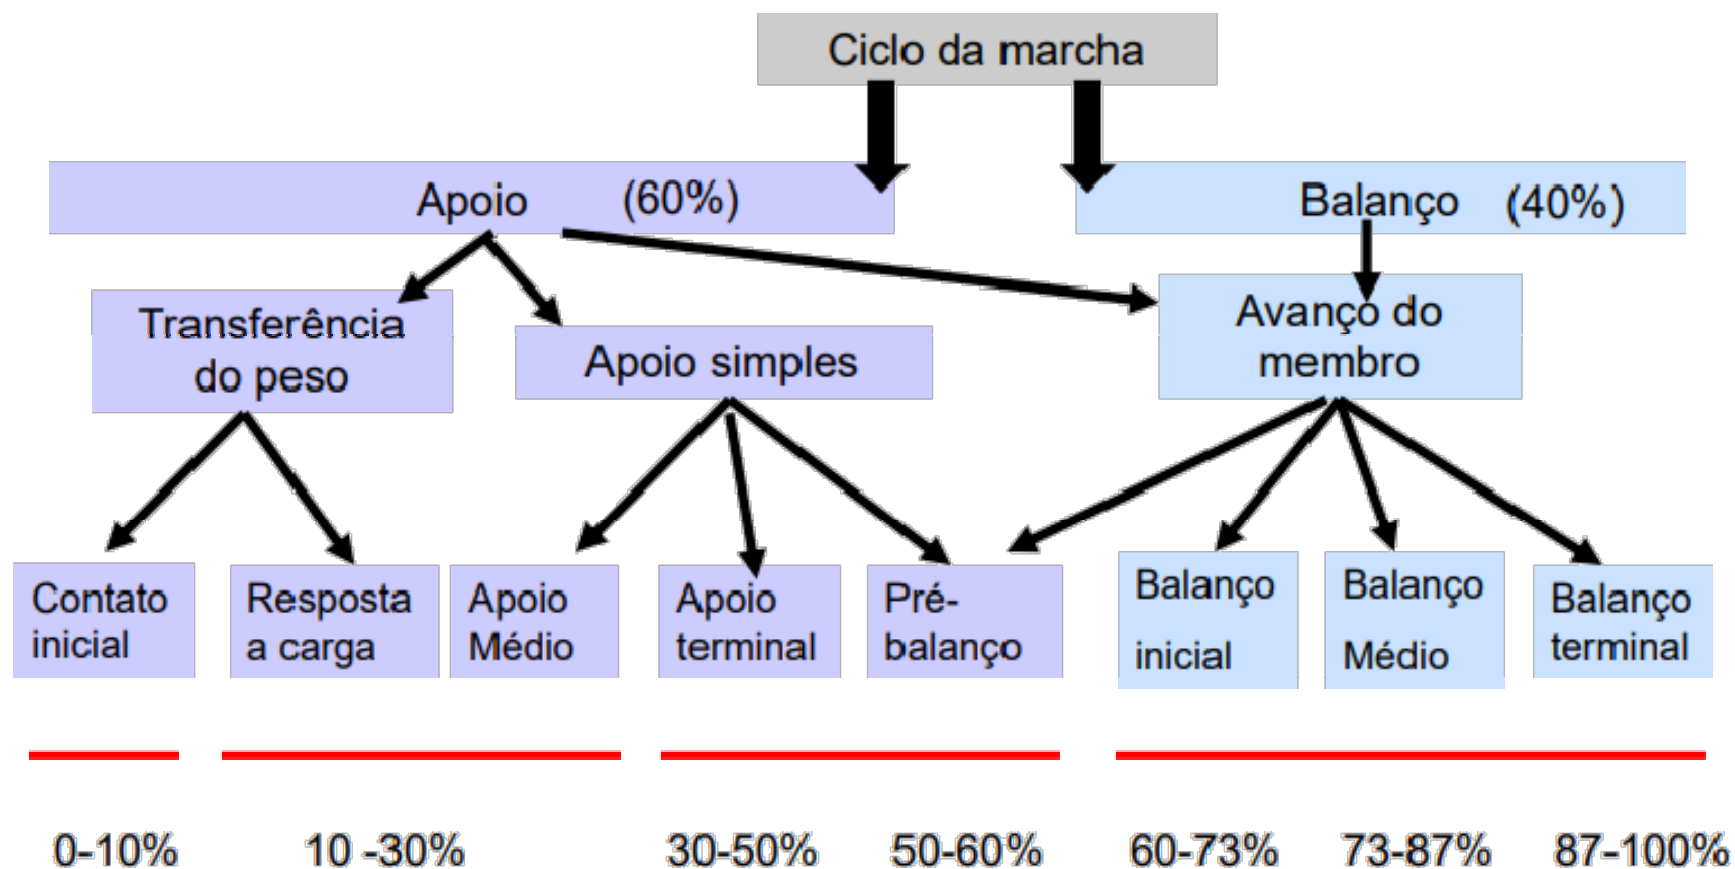 Ciclo da marcha
Apoio (60%)
Balanço (40%)
Transferência
do peso
Apoio simples
Avanço do
membro
Contato
inicial
Resposta
a carga
Apoio
Médio
Apoio
terminal
Pré-
balanço
Balanço
inicial
Balanço
Médio
Balanço
terminal
0-10%
10 -30%
30-50%
50-60%
60-73%
73-87%
87-100%